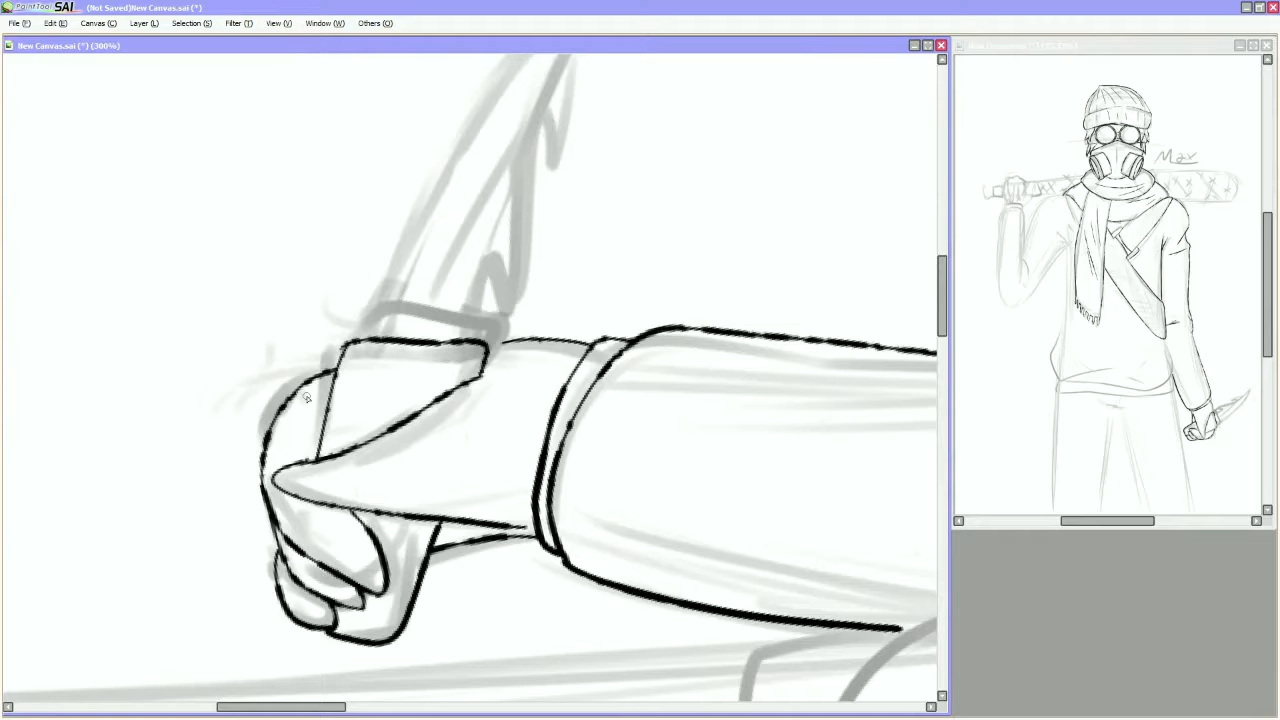 PaintTool SAI (Not Saved)New Canvas.sai (*)
File (F) Edit (E) Canvas (C) Layer (L) Selection (S) Filter (T) View (V) Window (W) Others (O)
New Canvas.sai (*) (300%)
Max